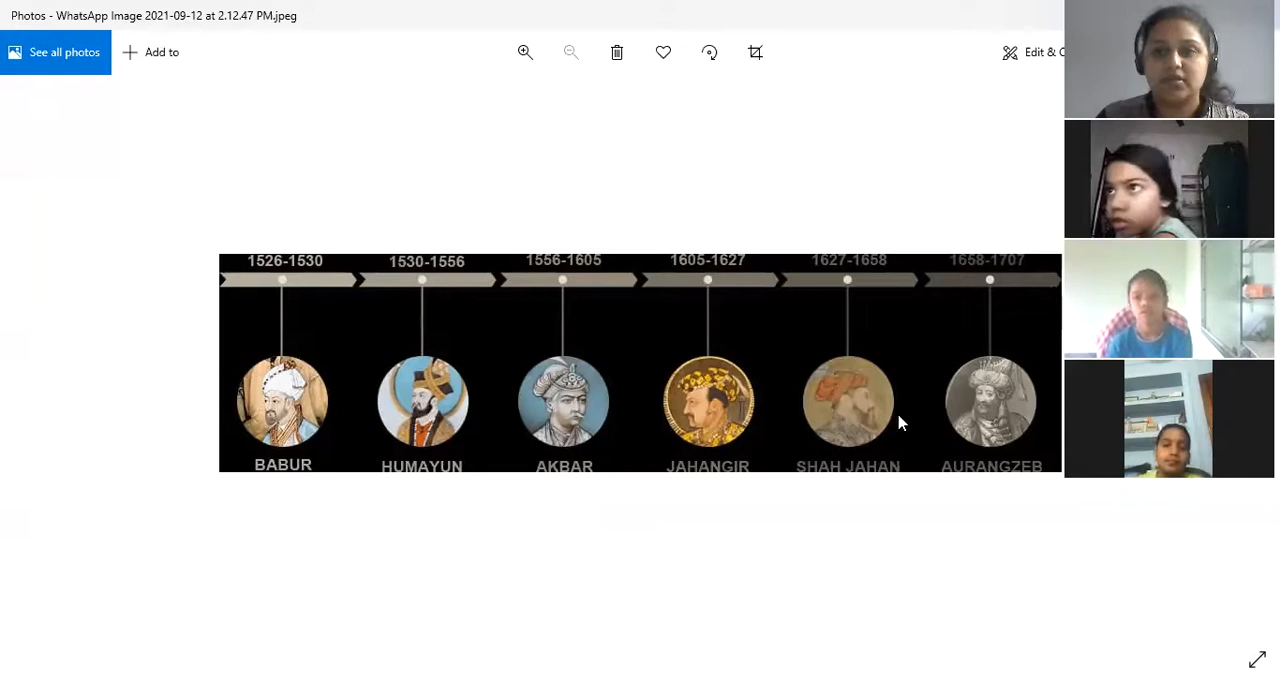 Photos - WhatsApp Image 2021-09-12 at 2.12.47 PM.jpeg
See all photos
Add to
Edit & C
1526-1530 1530-1556 1556-1605 1605-1627 1627-1658 1658-1707
BABUR HUMAYUN AKBAR JAHANGIR SHAH JAHAN AURANGZEB